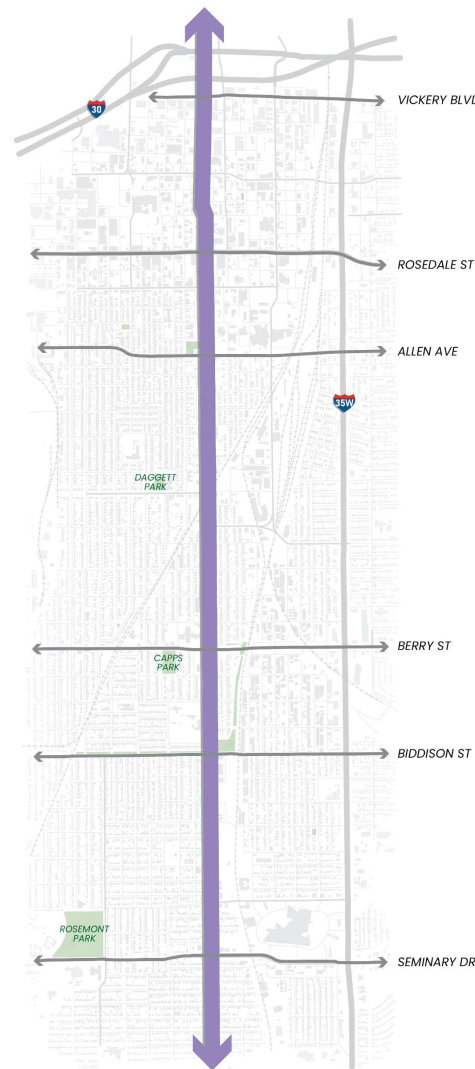 VICKERY BLVD
30
ROSEDALE ST
ALLEN AVE
35W
DAGGETT
PARK
BERRY ST
CAPPS
PARK
BIDDISON ST
ROSEMONT
PARK
SEMINARY DR